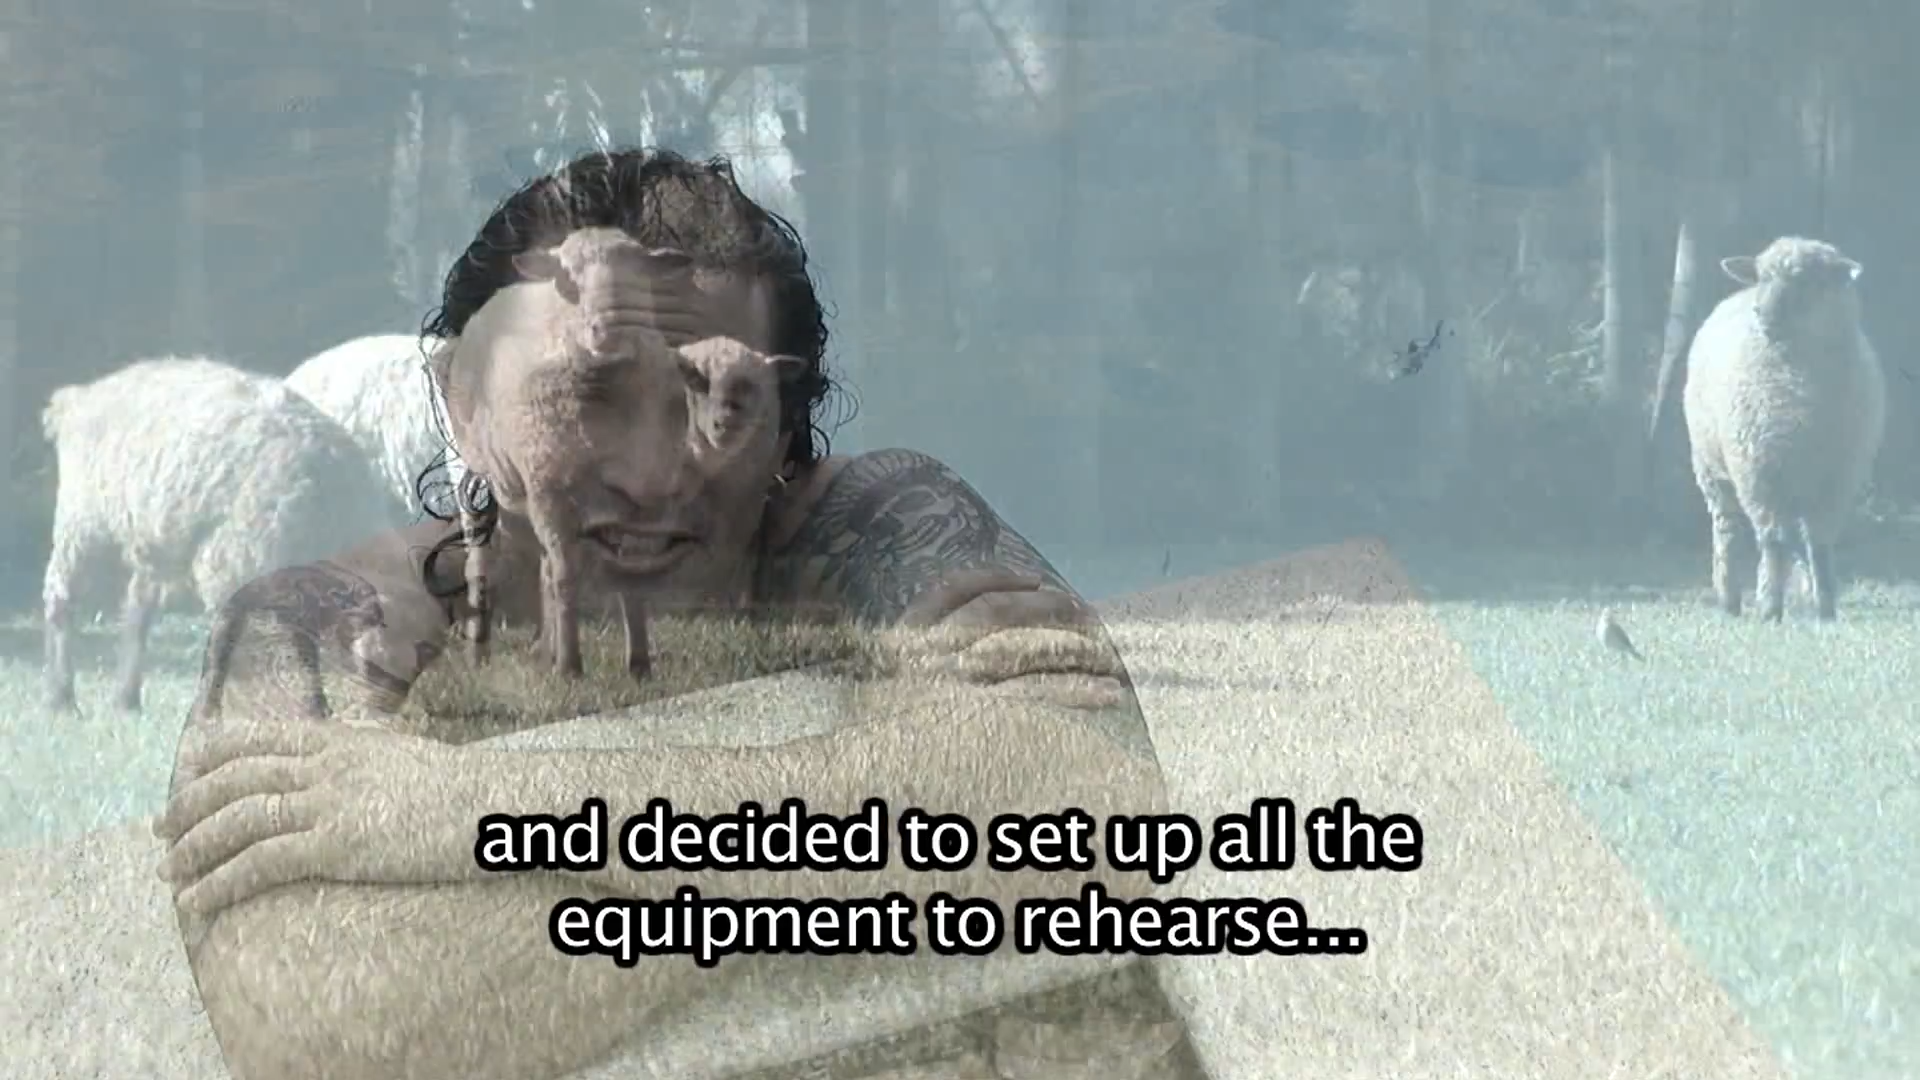 and decided to set up all the
equipment to rehearse...